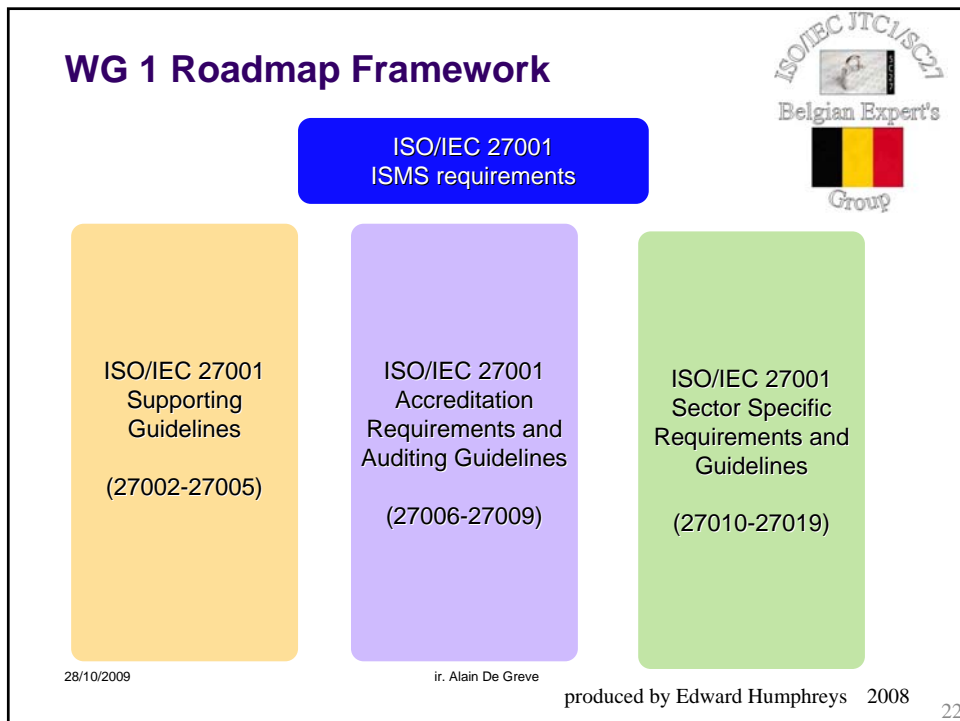 WG 1 Roadmap Framework
ISO/IEC JTC1/SC27
SC27
Belgian Expert's
Group
ISO/IEC 27001
ISMS requirements
ISO/IEC 27001
Supporting
Guidelines
(27002-27005)
ISO/IEC 27001
Accreditation
Requirements and
Auditing Guidelines
(27006-27009)
ISO/IEC 27001
Sector Specific
Requirements and
Guidelines
(27010-27019)
28/10/2009
ir. Alain De Greve
produced by Edward Humphreys 2008
22